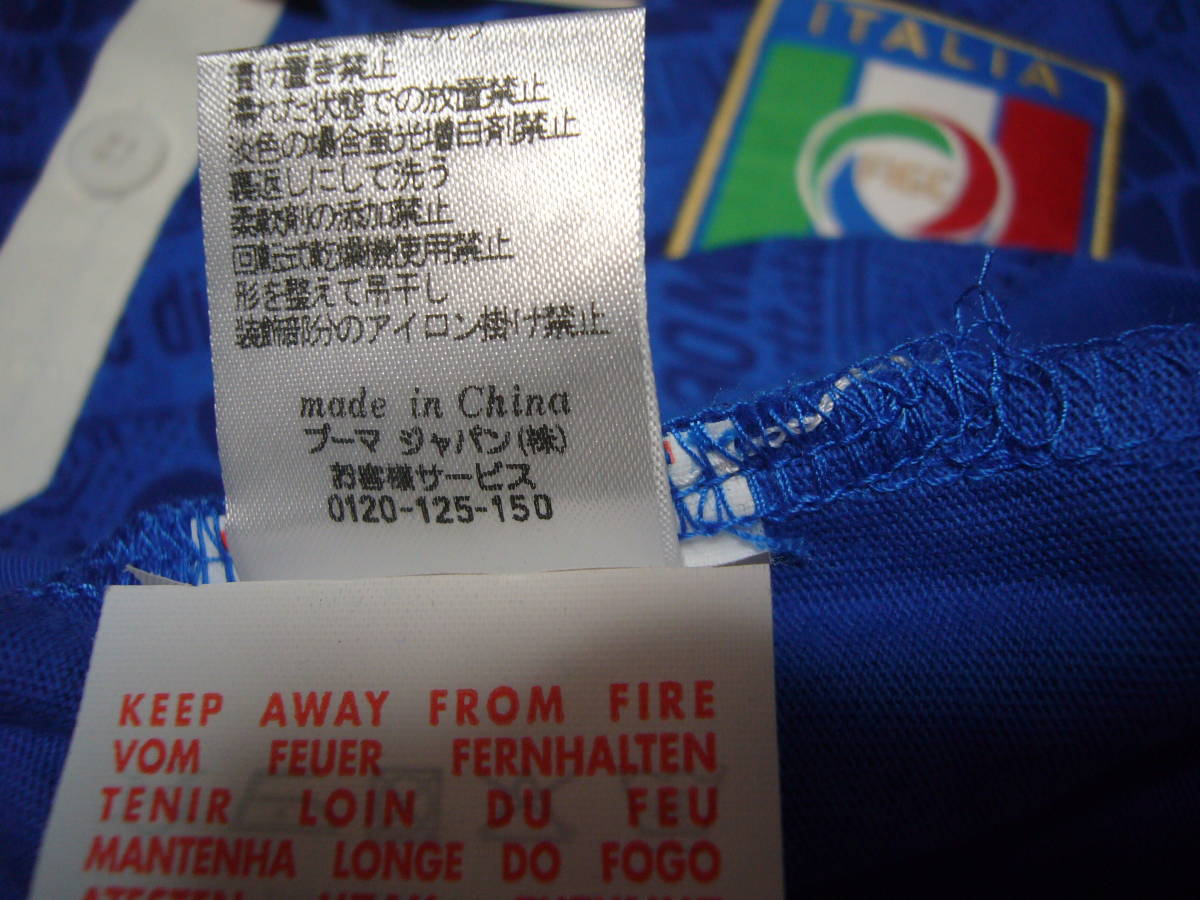 漬け置き禁止
濡れた状態での放置禁止
淡色の場合蛍光増白剤禁止
裏返しにして洗う
柔軟剤の添加禁止
回転式乾燥機使用禁止
形を整えて吊干し
装飾部分のアイロン掛け禁止
made in China
プーマ ジャパン(株)
お客様サービス
0120-125-150
ITALIA
FIGC
KEEP AWAY FROM FIRE
VOM FEUER FERNHALTEN
TENIR LOIN DU FEU
MANTENHA LONGE DO FOGO